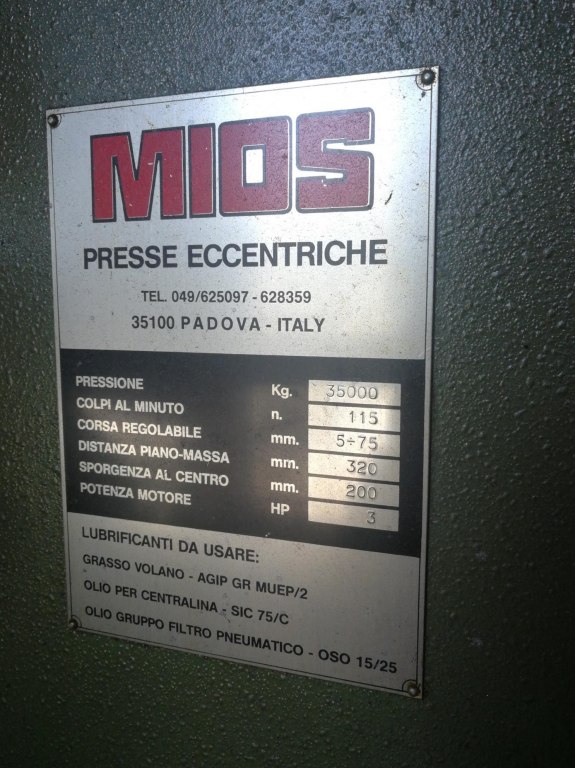 MIOS
PRESSE ECCENTRICHE
TEL. 049/625097 - 628359
35100 PADOVA - ITALY
PRESSIONE Kg. 35000
COLPI AL MINUTO n. 115
CORSA REGOLABILE mm. 5÷75
DISTANZA PIANO-MASSA mm. 320
SPORGENZA AL CENTRO mm. 200
POTENZA MOTORE HP 3
LUBRIFICANTI DA USARE:
GRASSO VOLANO - AGIP GR MUEP/2
OLIO PER CENTRALINA - SIC 75/C
OLIO GRUPPO FILTRO PNEUMATICO - OSO 15/25